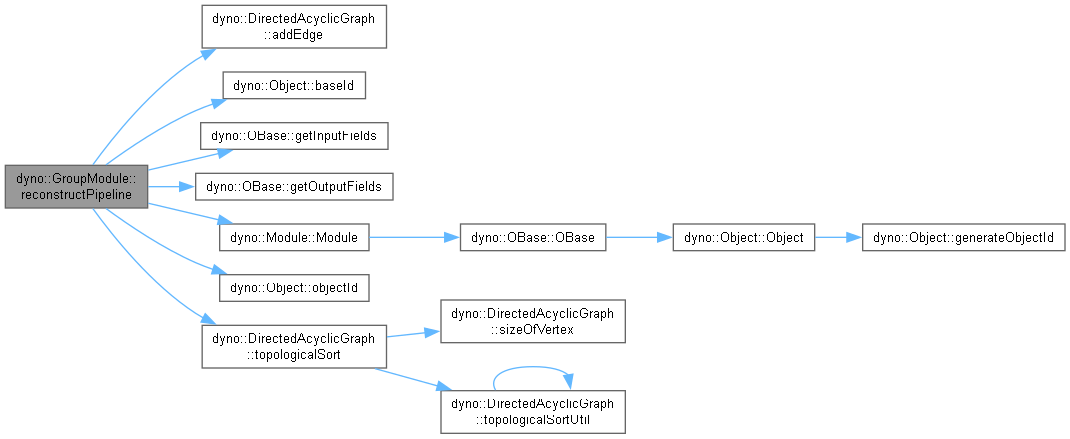 dyno::DirectedAcyclicGraph
::addEdge
dyno::Object::baseId
dyno::OBase::getInputFields
dyno::GroupModule::
reconstructPipeline
dyno::OBase::getOutputFields
dyno::Module::Module
dyno::OBase::OBase
dyno::Object::Object
dyno::Object::generateObjectId
dyno::Object::objectId
dyno::DirectedAcyclicGraph
::sizeOfVertex
dyno::DirectedAcyclicGraph
::topologicalSort
dyno::DirectedAcyclicGraph
::topologicalSortUtil